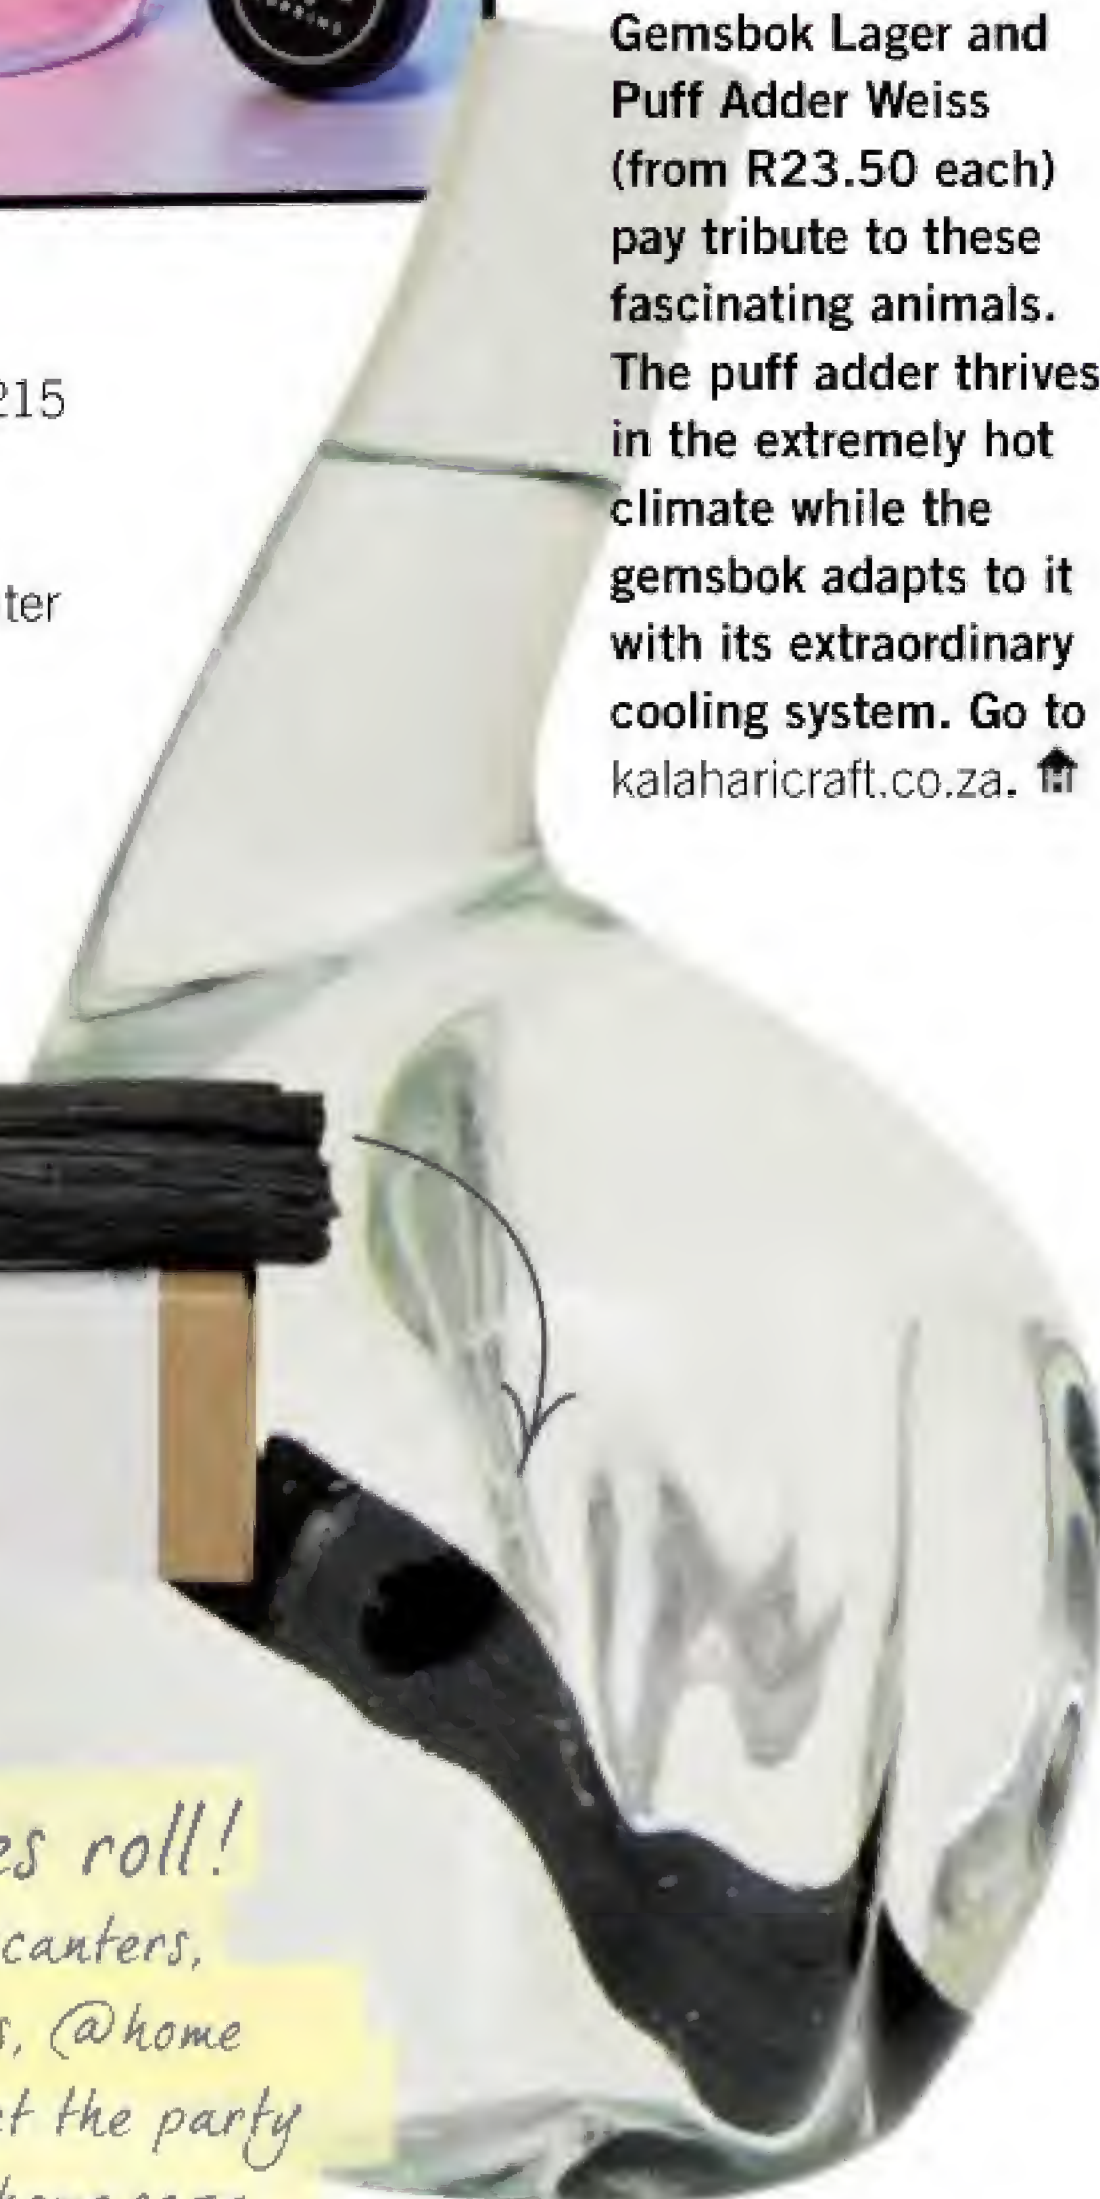 Gemsbok Lager and
Puff Adder Weiss
(from R23.50 each)
pay tribute to these
fascinating animals.
The puff adder thrives
in the extremely hot
climate while the
gemsbok adapts to it
with its extraordinary
cooling system. Go to
kalaharicraft.co.za.
215
ter
es roll!
canters,
s, @home
et the party